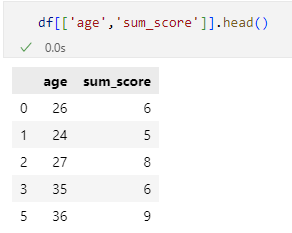 df[['age','sum_score']].head()
0.0s
age sum_score
0 26 6
1 24 5
2 27 8
3 35 6
5 36 9